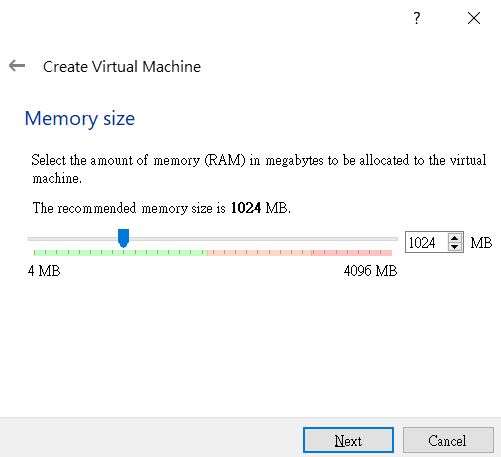 ?
Create Virtual Machine
Memory size
Select the amount of memory (RAM) in megabytes to be allocated to the virtual
machine.
The recommended memory size is 1024 MB.
1024 MB
4 MB 4096 MB
Next Cancel